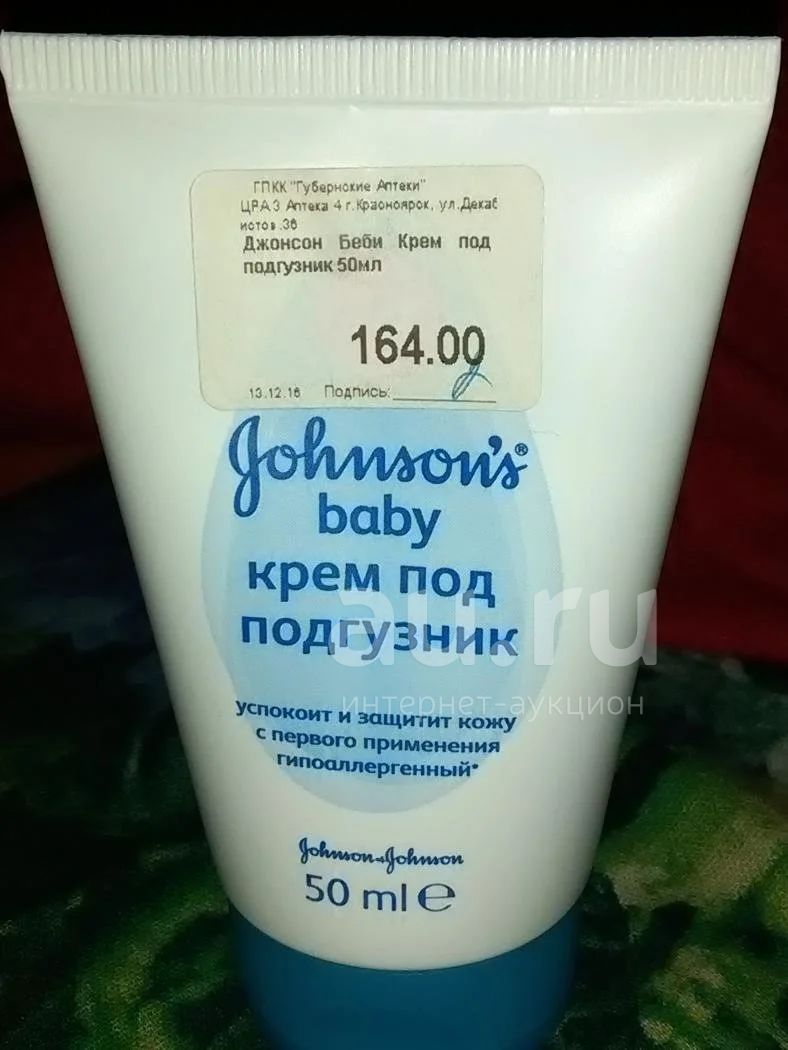 ГПКК "Губернские Аптеки"
ЦРА 3 Аптека 4 г.Красноярок, ул.Декаб
истов.36
Джонсон Беби Крем под
подгузник 50мл
164.00
13.12.16 Подпись:
Johnson's®
baby
крем под
подгузник
au.ru
интернет-аукцион
успокоит и защитит кожу
с первого применения
гипоаллергенный*
Johnson+Johnson
50 ml e